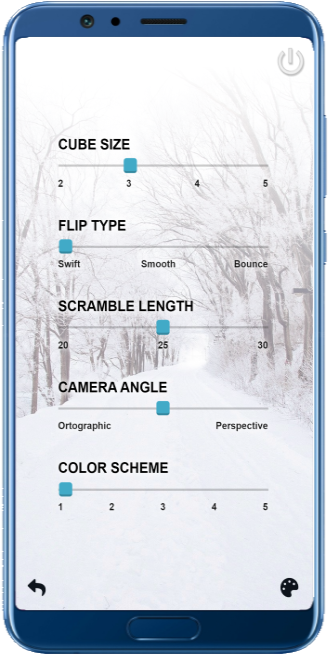 CUBE SIZE
2 3 4 5
FLIP TYPE
Swift Smooth Bounce
SCRAMBLE LENGTH
20 25 30
CAMERA ANGLE
Ortographic Perspective
COLOR SCHEME
1 2 3 4 5